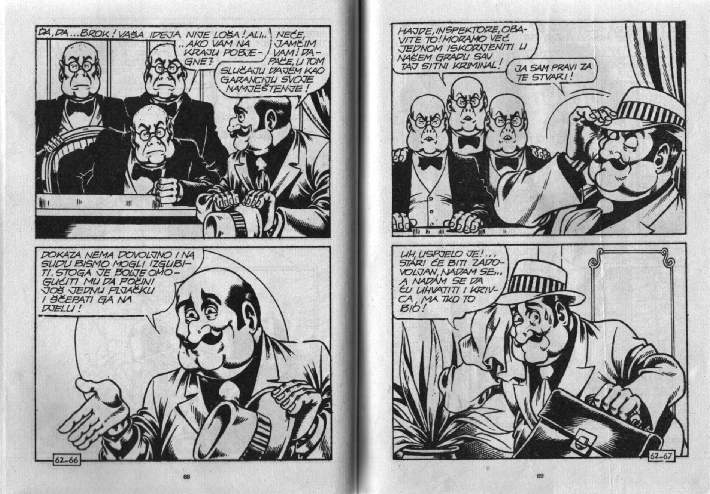 DA, DA...BROK! VAŠA IDEJA NIJE LOŠA! ALI..
..AKO VAM NA
KRAJU POBJE-
GNE?
NEĆE,
JAMČIM
VAM! DA-
PAČE, U TOM
SLUČAJU DAJEM KAO
GARANCIJU SVOJE
NAMJEŠTENJE!
DOKAZA NEMA DOVOLJNO I NA
SUDU BISMO MOGLI IZGUBI-
TI. STOGA JE BOLJE OMO-
GUĆITI MU DA POČINI
JOŠ JEDNU PLJAČKU
I ŠČEPATI GA NA
DJELU!
62-66
68
HAJDE, INSPEKTORE, OBA-
VITE TO! MORAMO VEĆ
JEDNOM ISKORIJENITI U
NAŠEM GRADU SAV
TAJ SITNI KRIMINAL!
JA SAM PRAVI ZA
TE STVARI!
UH, USPJELO JE!...
STARI ĆE BITI ZADO-
VOLJAN, NADAM SE...
A NADAM SE DA
ĆU UHVATITI I KRIV-
CA, MA TKO TO
BIO!
62-67
69